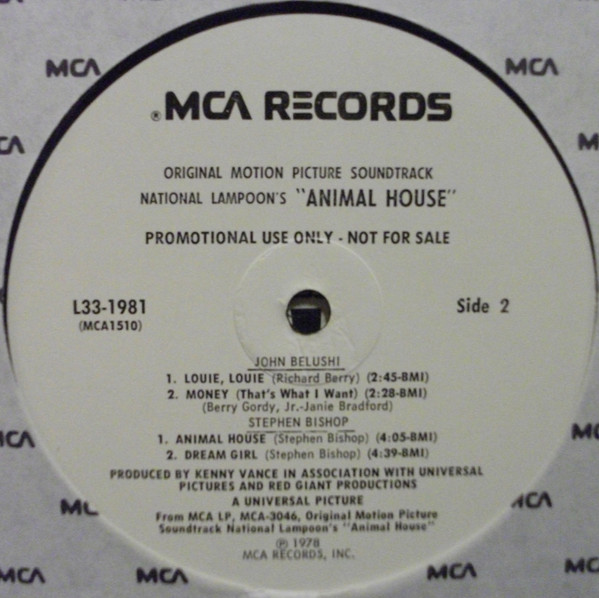 MCA
MCA
MCA
® MCA RECORDS
ORIGINAL MOTION PICTURE SOUNDTRACK
NATIONAL LAMPOON'S "ANIMAL HOUSE"
PROMOTIONAL USE ONLY - NOT FOR SALE
L33-1981
(MCA1510)
Side 2
JOHN BELUSHI
1. LOUIE, LOUIE (Richard Berry) (2:45-BMI)
2. MONEY (That's What I Want) (2:28-BMI)
(Berry Gordy, Jr.-Janie Bradford)
STEPHEN BISHOP
1. ANIMAL HOUSE (Stephen Bishop) (4:05-BMI)
2. DREAM GIRL (Stephen Bishop) (4:39-BMI)
PRODUCED BY KENNY VANCE IN ASSOCIATION WITH UNIVERSAL
PICTURES AND RED GIANT PRODUCTIONS
A UNIVERSAL PICTURE
From MCA LP, MCA-3046, Original Motion Picture
Soundtrack National Lampoon's "Animal House"
℗ 1978
MCA RECORDS, INC.
MCA
MCA
MCA
MCA